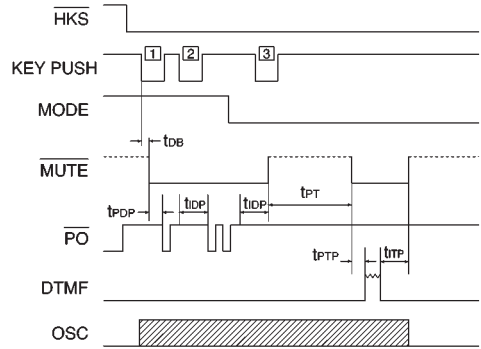 HKS
KEY PUSH 1 2 3
MODE
tDB
MUTE
tPT
tPDP tIDP tIDP
PO
tPTP tITP
DTMF
OSC